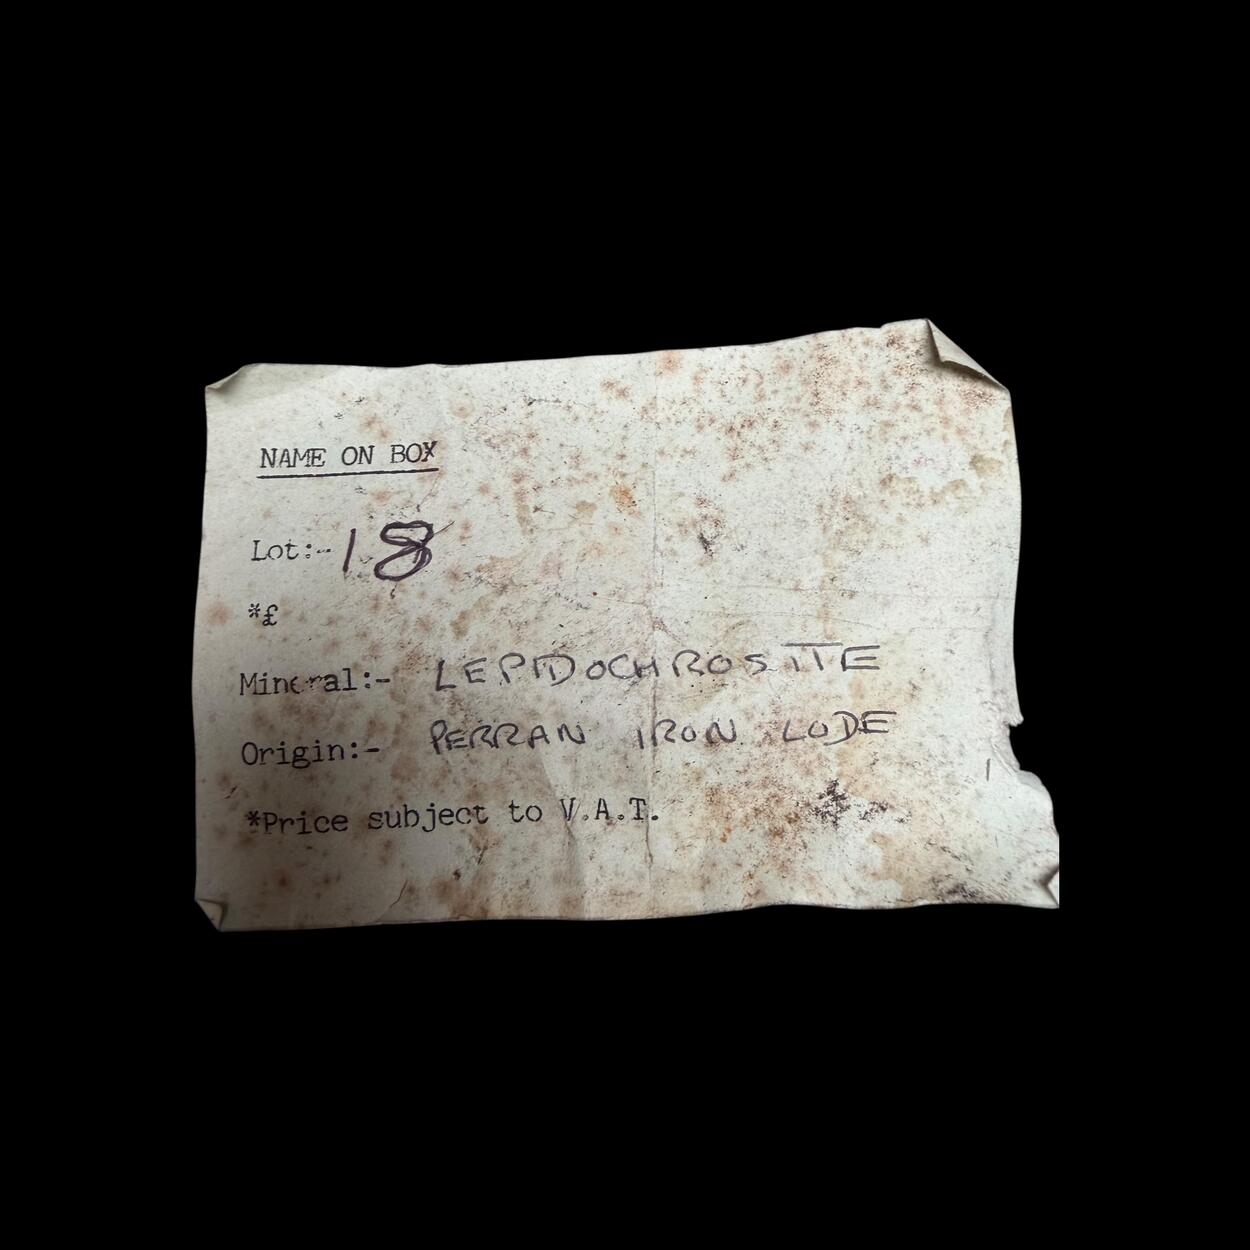 NAME ON BOX
Lot:- 18
*£
Mineral:- LEPIDOCHROSITE
Origin:- PERRAN IRON LODE
*Price subject to V.A.T.